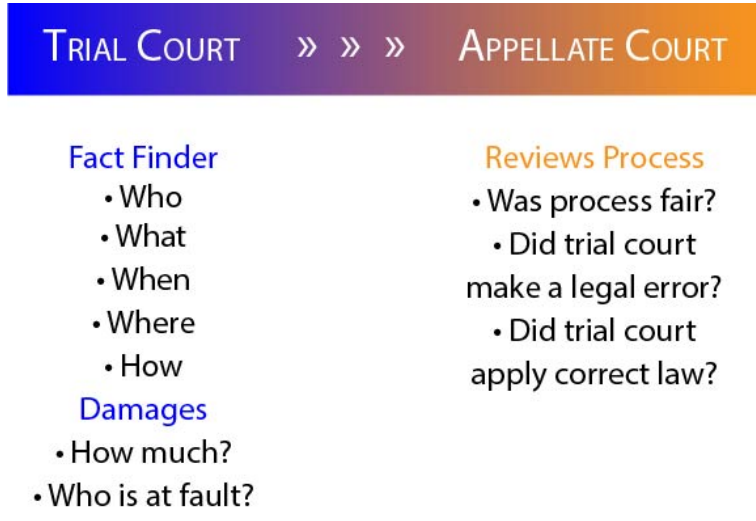 TRIAL COURT » » » APPELLATE COURT
Fact Finder
• Who
• What
• When
• Where
• How
Damages
• How much?
• Who is at fault?
Reviews Process
• Was process fair?
• Did trial court
make a legal error?
• Did trial court
apply correct law?